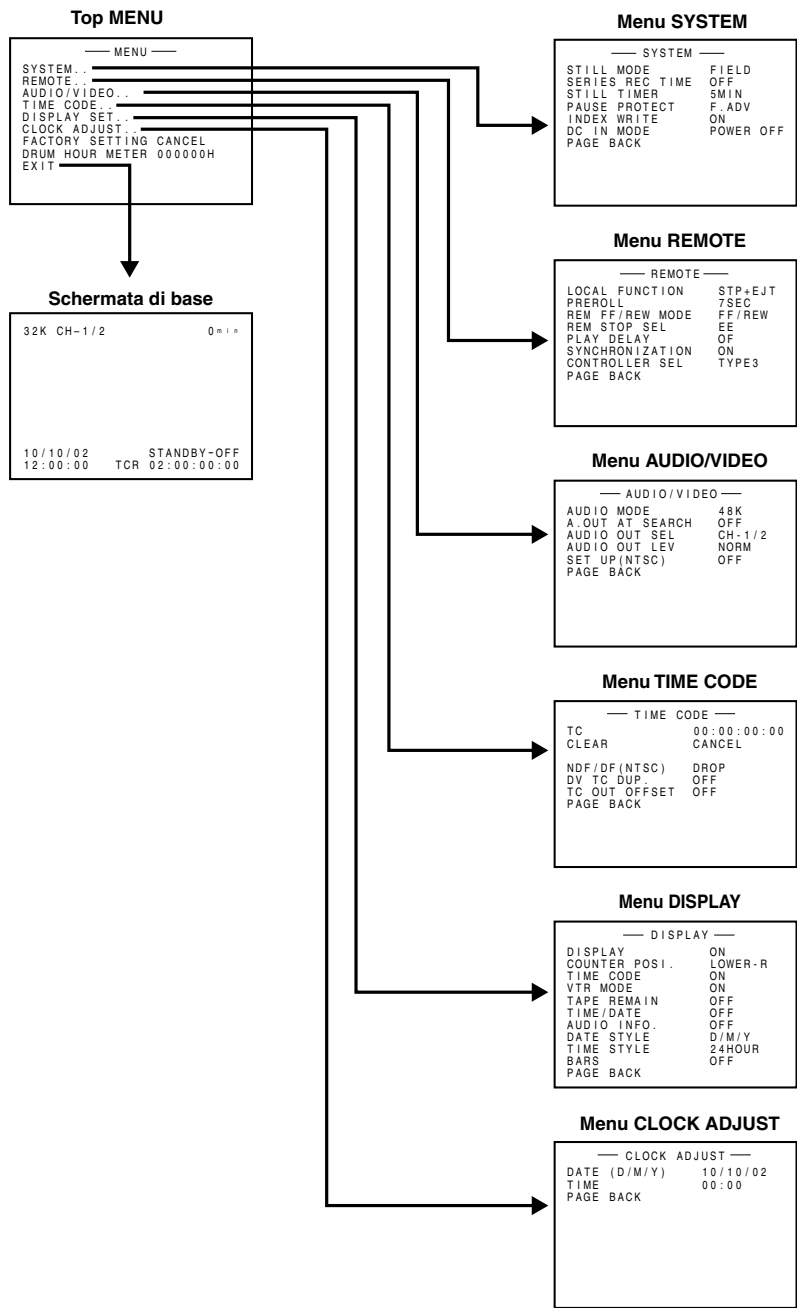 Top MENU
MENU
SYSTEM..
REMOTE..
AUDIO/VIDEO..
TIME CODE..
DISPLAY SET..
CLOCK ADJUST..
FACTORY SETTING CANCEL
DRUM HOUR METER 000000H
EXIT
Schermata di base
32K CH-1/2 0min
10/10/02 STANDBY-OFF
12:00:00 TCR 02:00:00:00
Menu SYSTEM
SYSTEM
STILL MODE FIELD
SERIES REC TIME OFF
STILL TIMER 5MIN
PAUSE PROTECT F.ADV
INDEX WRITE ON
DC IN MODE POWER OFF
PAGE BACK
Menu REMOTE
REMOTE
LOCAL FUNCTION STP+EJT
PREROLL 7SEC
REM FF/REW MODE FF/REW
REM STOP SEL EE
PLAY DELAY OF
SYNCHRONIZATION ON
CONTROLLER SEL TYPE3
PAGE BACK
Menu AUDIO/VIDEO
AUDIO/VIDEO
AUDIO MODE 48K
A.OUT AT SEARCH OFF
AUDIO OUT SEL CH-1/2
AUDIO OUT LEV NORM
SET UP(NTSC) OFF
PAGE BACK
Menu TIME CODE
TIME CODE
TC 00:00:00:00
CLEAR CANCEL
NDF/DF(NTSC) DROP
DV TC DUP. OFF
TC OUT OFFSET OFF
PAGE BACK
Menu DISPLAY
DISPLAY
DISPLAY ON
COUNTER POSI. LOWER-R
TIME CODE ON
VTR MODE ON
TAPE REMAIN OFF
TIME/DATE OFF
AUDIO INFO. OFF
DATE STYLE D/M/Y
TIME STYLE 24HOUR
BARS OFF
PAGE BACK
Menu CLOCK ADJUST
CLOCK ADJUST
DATE (D/M/Y) 10/10/02
TIME 00:00
PAGE BACK